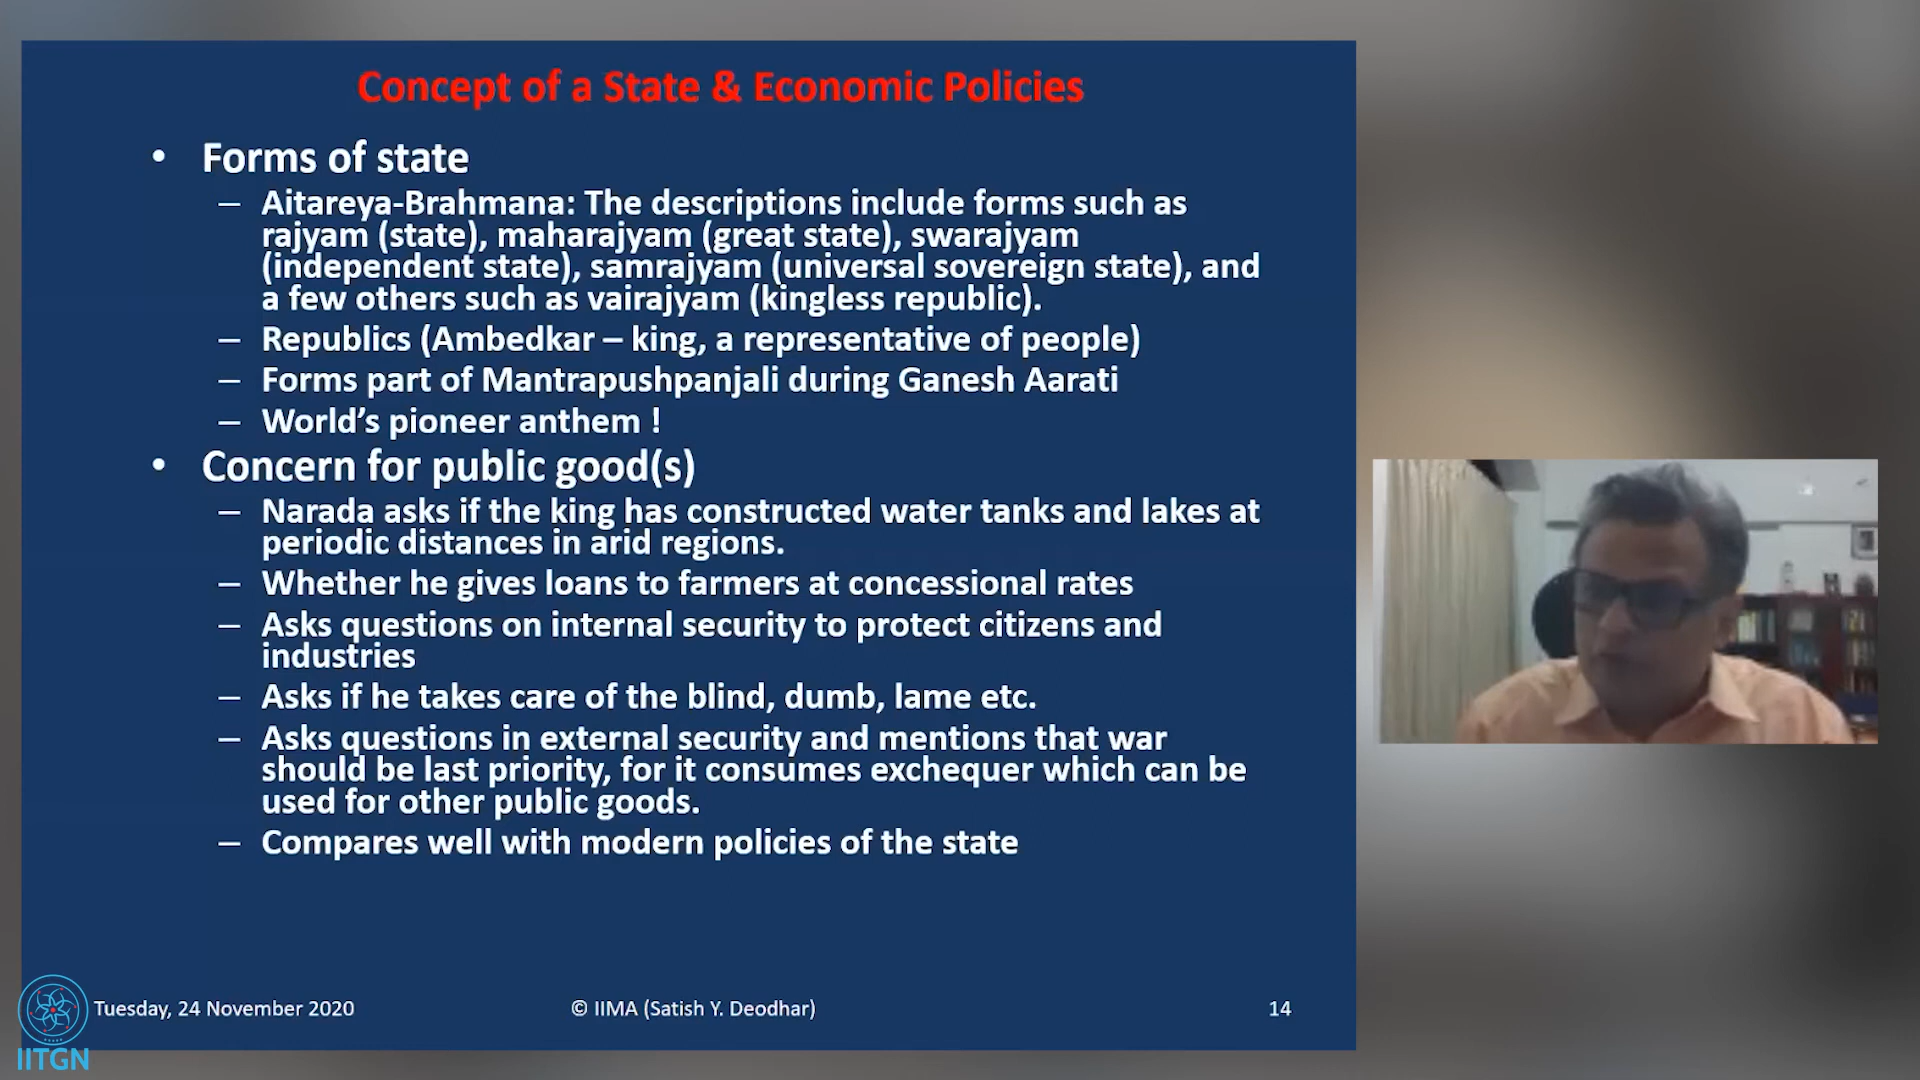 Concept of a State & Economic Policies
• Forms of state
– Aitareya-Brahmana: The descriptions include forms such as
rajyam (state), maharajyam (great state), swarajyam
(independent state), samrajyam (universal sovereign state), and
a few others such as vairajyam (kingless republic).
– Republics (Ambedkar – king, a representative of people)
– Forms part of Mantrapushpanjali during Ganesh Aarati
– World’s pioneer anthem !
• Concern for public good(s)
– Narada asks if the king has constructed water tanks and lakes at
periodic distances in arid regions.
– Whether he gives loans to farmers at concessional rates
– Asks questions on internal security to protect citizens and
industries
– Asks if he takes care of the blind, dumb, lame etc.
– Asks questions in external security and mentions that war
should be last priority, for it consumes exchequer which can be
used for other public goods.
– Compares well with modern policies of the state
Tuesday, 24 November 2020
© IIMA (Satish Y. Deodhar)
14
IITGN